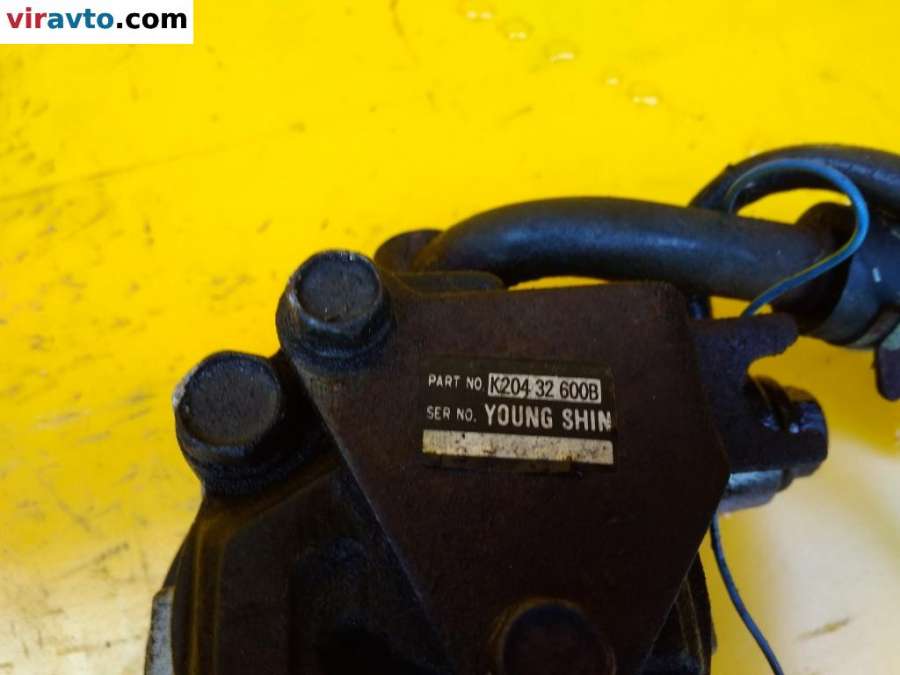 viravto.com
PART NO K204 32 600B
SER NO. YOUNG SHIN